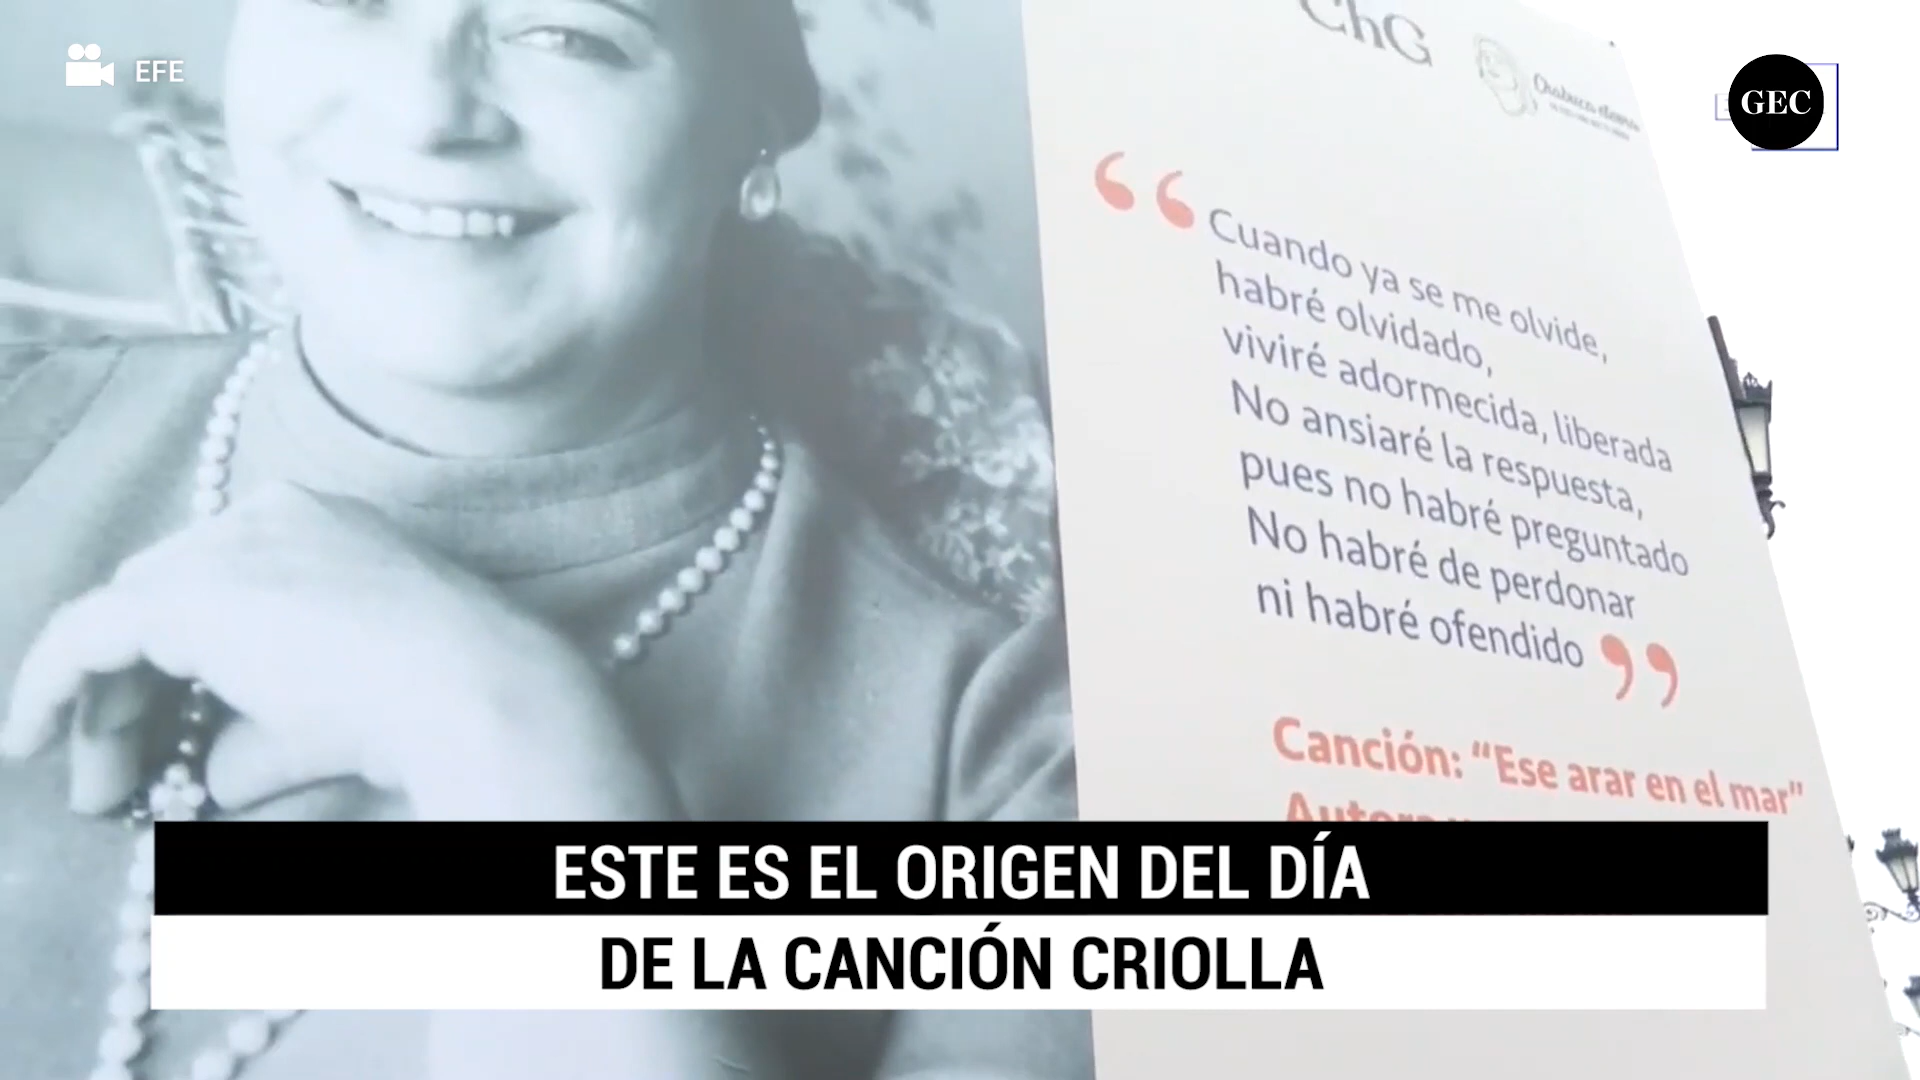 EFE
GEC
ChG
Cuando ya se me olvide,
habré olvidado,
viviré adormecida, liberada
No ansiaré la respuesta,
pues no habré preguntado
No habré de perdonar
ni habré ofendido
Canción: “Ese arar en el mar”
ESTE ES EL ORIGEN DEL DÍA
DE LA CANCIÓN CRIOLLA